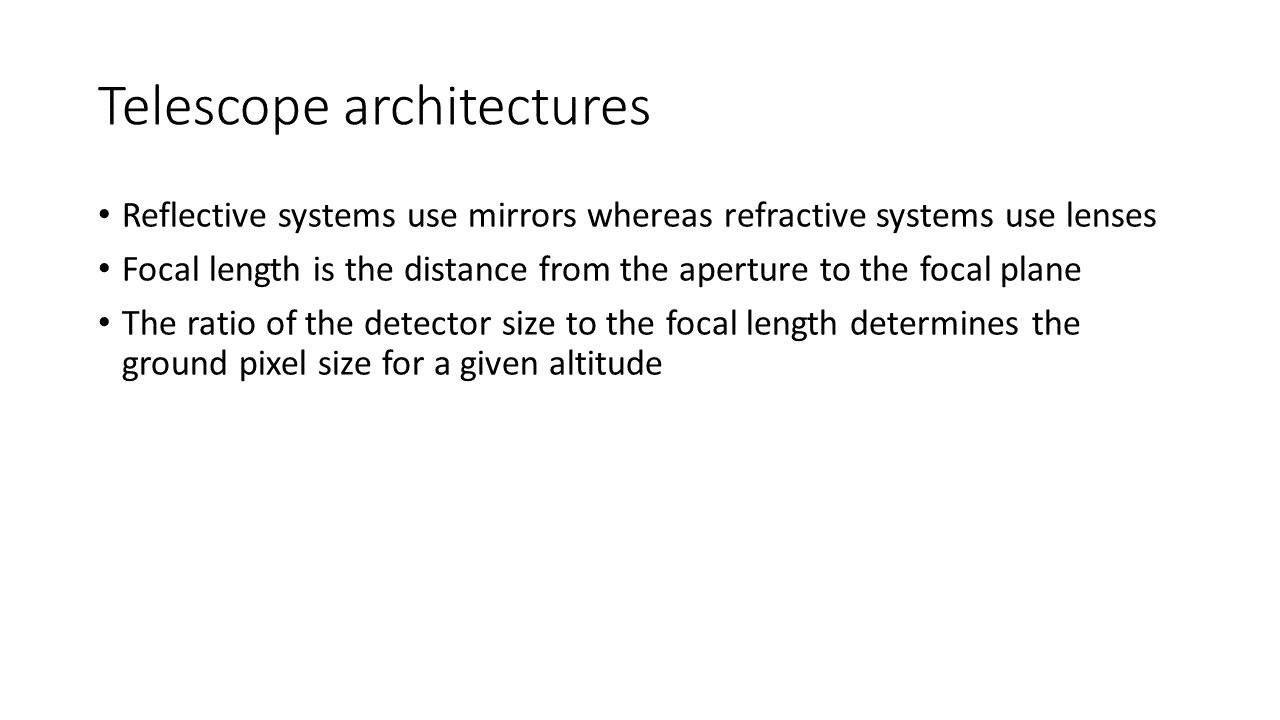 Telescope architectures
• Reflective systems use mirrors whereas refractive systems use lenses
• Focal length is the distance from the aperture to the focal plane
• The ratio of the detector size to the focal length determines the
ground pixel size for a given altitude